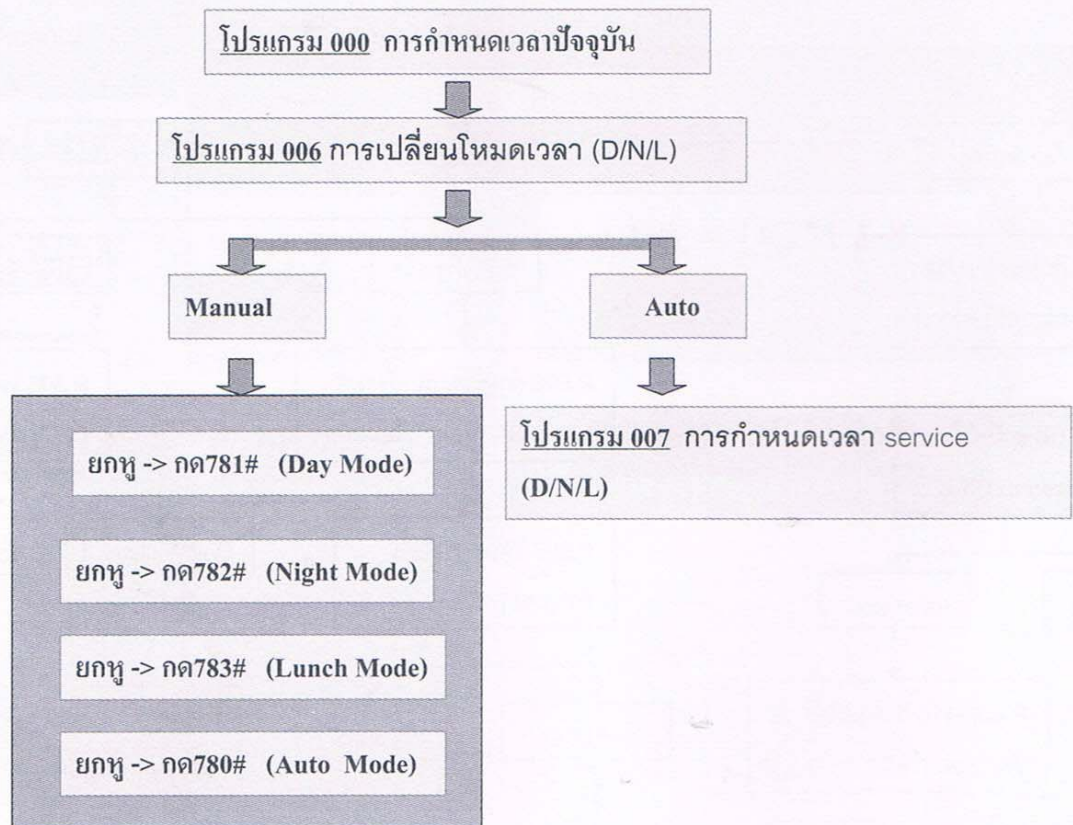 โปรแกรม 000 การกำหนดเวลาปัจจุบัน
โปรแกรม 006 การเปลี่ยนโหมดเวลา (D/N/L)
Manual
Auto
ยกหู -> กด781# (Day Mode)
ยกหู -> กด782# (Night Mode)
ยกหู -> กด783# (Lunch Mode)
ยกหู -> กด780# (Auto Mode)
โปรแกรม 007 การกำหนดเวลา service
(D/N/L)